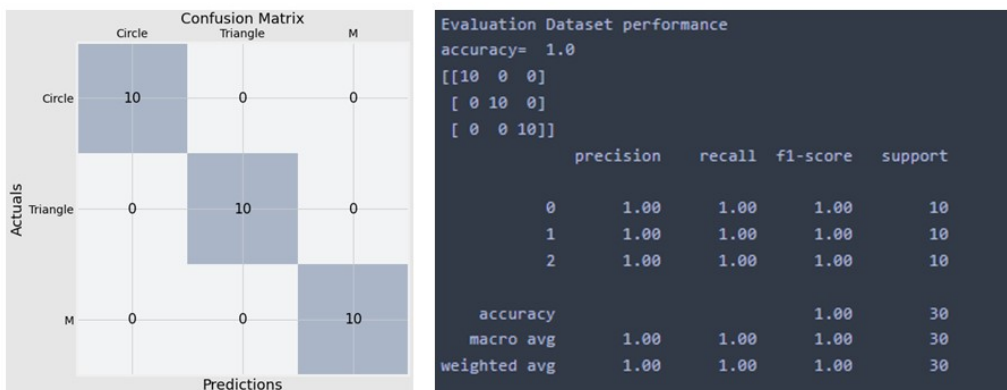 Confusion Matrix
Circle Triangle M
Circle 10 0 0
Actuals
Triangle 0 10 0
M 0 0 10
Predictions
Evaluation Dataset performance
accuracy= 1.0
[[10 0 0]
[ 0 10 0]
[ 0 0 10]]
precision recall f1-score support
0 1.00 1.00 1.00 10
1 1.00 1.00 1.00 10
2 1.00 1.00 1.00 10
accuracy 1.00 30
macro avg 1.00 1.00 1.00 30
weighted avg 1.00 1.00 1.00 30